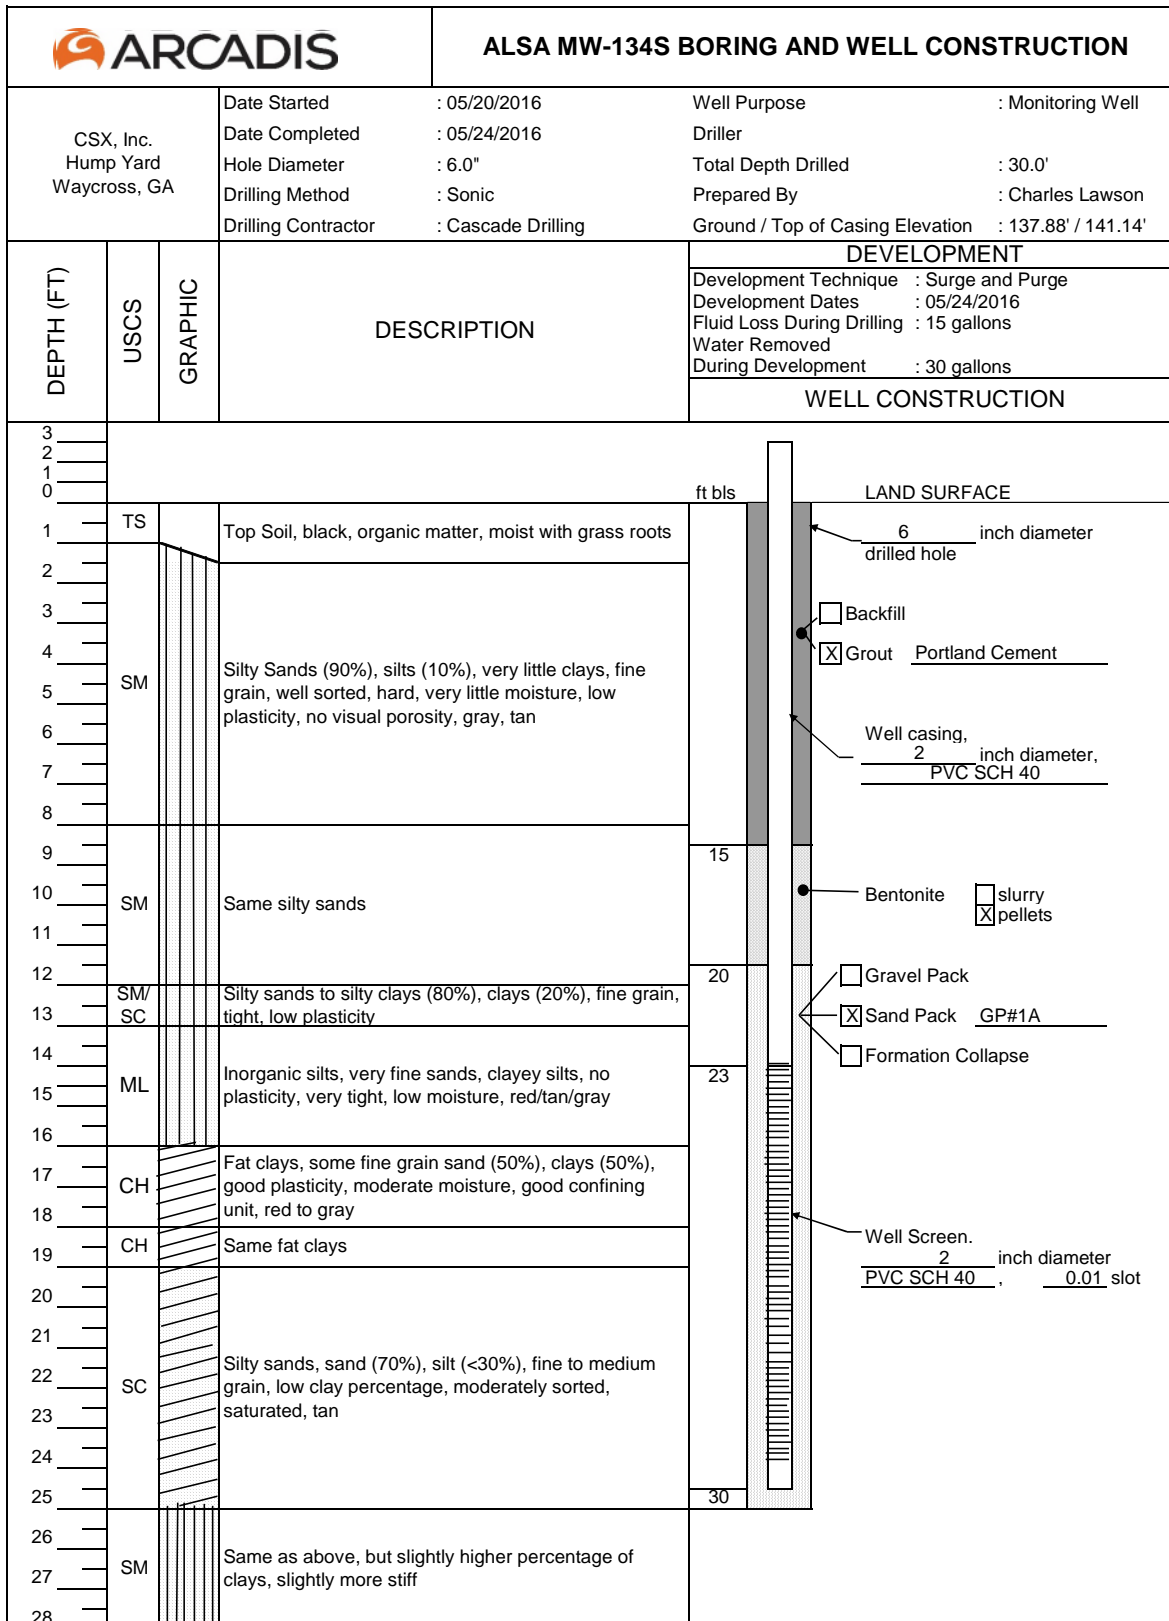 ARCADIS
ALSA MW-134S BORING AND WELL CONSTRUCTION
CSX, Inc.
Hump Yard
Waycross, GA
Date Started : 05/20/2016
Date Completed : 05/24/2016
Hole Diameter : 6.0"
Drilling Method : Sonic
Drilling Contractor : Cascade Drilling
Well Purpose : Monitoring Well
Driller
Total Depth Drilled : 30.0'
Prepared By : Charles Lawson
Ground / Top of Casing Elevation : 137.88' / 141.14'
DEPTH (FT)
USCS
GRAPHIC
DESCRIPTION
DEVELOPMENT
Development Technique : Surge and Purge
Development Dates : 05/24/2016
Fluid Loss During Drilling : 15 gallons
Water Removed
During Development : 30 gallons
WELL CONSTRUCTION
3
2
1
0
1
2
3
4
5
6
7
8
9
10
11
12
13
14
15
16
17
18
19
20
21
22
23
24
25
26
27
28
TS
Top Soil, black, organic matter, moist with grass roots
SM
Silty Sands (90%), silts (10%), very little clays, fine
grain, well sorted, hard, very little moisture, low
plasticity, no visual porosity, gray, tan
SM
Same silty sands
SM/
SC
Silty sands to silty clays (80%), clays (20%), fine grain,
tight, low plasticity
ML
Inorganic silts, very fine sands, clayey silts, no
plasticity, very tight, low moisture, red/tan/gray
CH
Fat clays, some fine grain sand (50%), clays (50%),
good plasticity, moderate moisture, good confining
unit, red to gray
CH
Same fat clays
SC
Silty sands, sand (70%), silt (<30%), fine to medium
grain, low clay percentage, moderately sorted,
saturated, tan
SM
Same as above, but slightly higher percentage of
clays, slightly more stiff
ft bls
15
20
23
30
LAND SURFACE
6 inch diameter
drilled hole
Backfill
X Grout Portland Cement
Well casing,
2 inch diameter,
PVC SCH 40
Bentonite slurry
X pellets
Gravel Pack
X Sand Pack GP#1A
Formation Collapse
Well Screen.
2 inch diameter
PVC SCH 40 , 0.01 slot